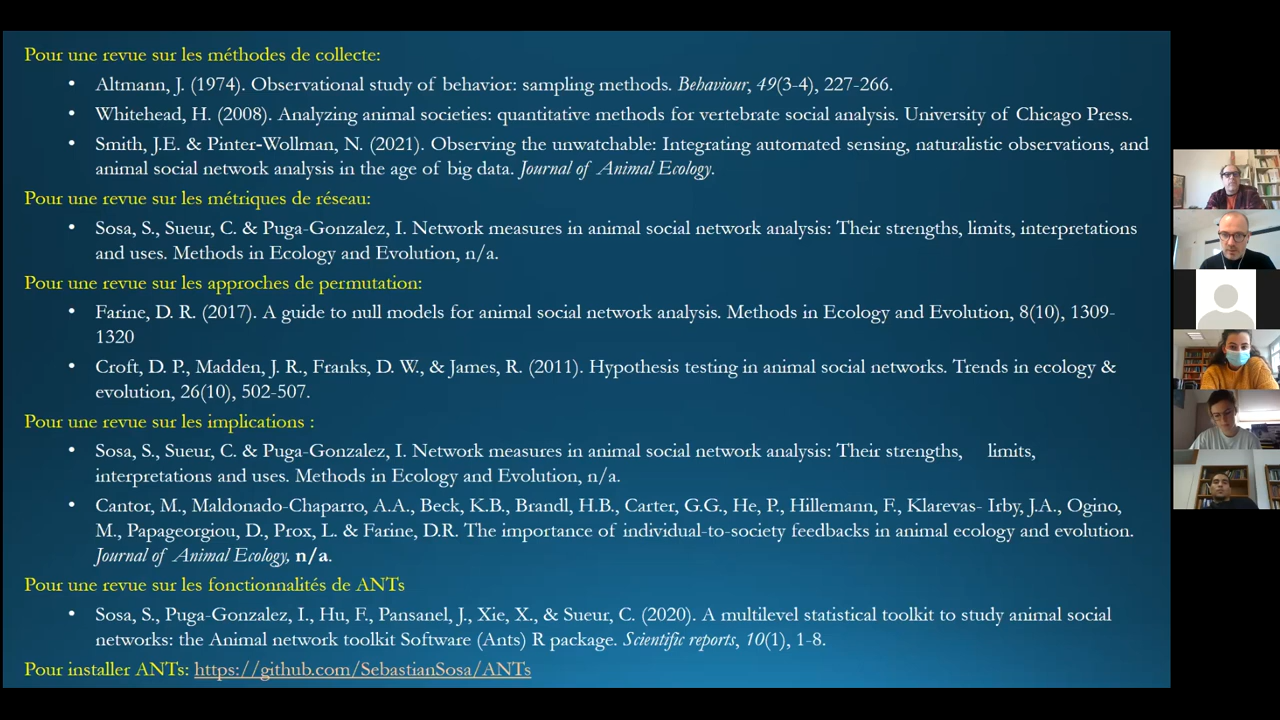 Pour une revue sur les méthodes de collecte:
• Altmann, J. (1974). Observational study of behavior: sampling methods. Behaviour, 49(3-4), 227-266.
• Whitehead, H. (2008). Analyzing animal societies: quantitative methods for vertebrate social analysis. University of Chicago Press.
• Smith, J.E. & Pinter-Wollman, N. (2021). Observing the unwatchable: Integrating automated sensing, naturalistic observations, and
animal social network analysis in the age of big data. Journal of Animal Ecology.
Pour une revue sur les métriques de réseau:
• Sosa, S., Sueur, C. & Puga-Gonzalez, I. Network measures in animal social network analysis: Their strengths, limits, interpretations
and uses. Methods in Ecology and Evolution, n/a.
Pour une revue sur les approches de permutation:
• Farine, D. R. (2017). A guide to null models for animal social network analysis. Methods in Ecology and Evolution, 8(10), 1309-
1320
• Croft, D. P., Madden, J. R., Franks, D. W., & James, R. (2011). Hypothesis testing in animal social networks. Trends in ecology &
evolution, 26(10), 502-507.
Pour une revue sur les implications :
• Sosa, S., Sueur, C. & Puga-Gonzalez, I. Network measures in animal social network analysis: Their strengths, limits,
interpretations and uses. Methods in Ecology and Evolution, n/a.
• Cantor, M., Maldonado-Chaparro, A.A., Beck, K.B., Brandl, H.B., Carter, G.G., He, P., Hillemann, F., Klarevas- Irby, J.A., Ogino,
M., Papageorgiou, D., Prox, L. & Farine, D.R. The importance of individual-to-society feedbacks in animal ecology and evolution.
Journal of Animal Ecology, n/a.
Pour une revue sur les fonctionnalités de ANTs
• Sosa, S., Puga-Gonzalez, I., Hu, F., Pansanel, J., Xie, X., & Sueur, C. (2020). A multilevel statistical toolkit to study animal social
networks: the Animal network toolkit Software (Ants) R package. Scientific reports, 10(1), 1-8.
Pour installer ANTs: https://github.com/SebastianSosa/ANTs